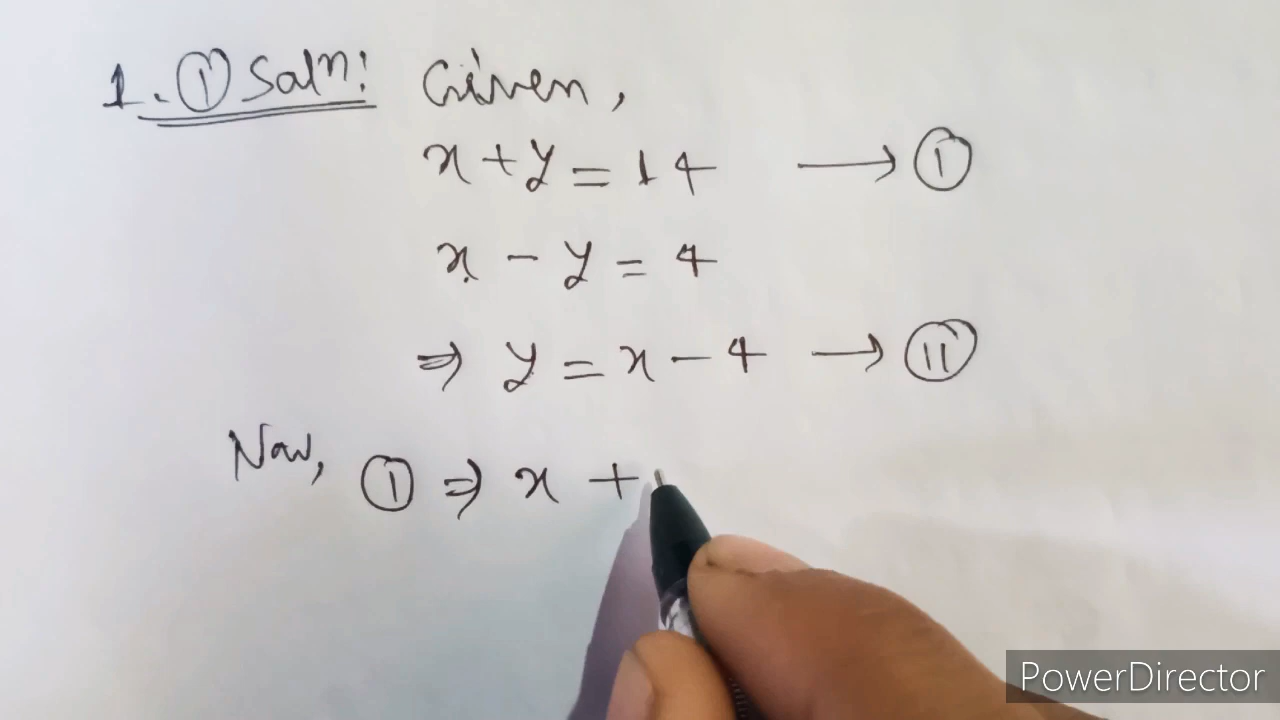 1. (I) Solⁿ: Given,
x + y = 14 → (I)
x - y = 4
⇒ y = x - 4 → (II)
Now, (I) ⇒ x +
PowerDirector